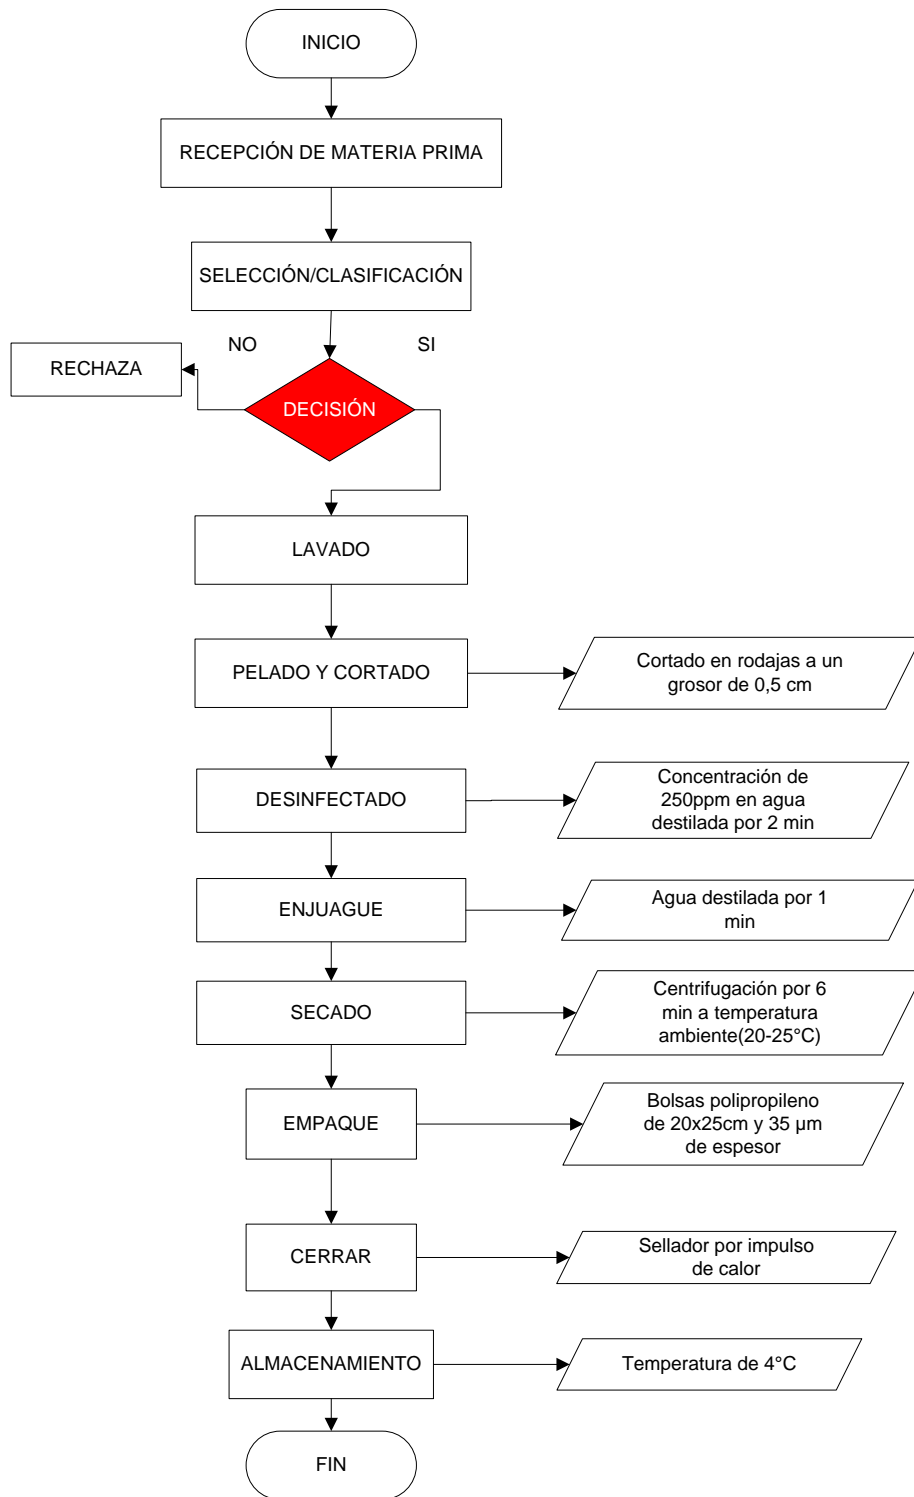 INICIO
RECEPCIÓN DE MATERIA PRIMA
SELECCIÓN/CLASIFICACIÓN
NO
SI
RECHAZA
DECISIÓN
LAVADO
PELADO Y CORTADO
Cortado en rodajas a un
grosor de 0,5 cm
DESINFECTADO
Concentración de
250ppm en agua
destilada por 2 min
ENJUAGUE
Agua destilada por 1
min
SECADO
Centrifugación por 6
min a temperatura
ambiente(20-25°C)
EMPAQUE
Bolsas polipropileno
de 20x25cm y 35 µm
de espesor
CERRAR
Sellador por impulso
de calor
ALMACENAMIENTO
Temperatura de 4°C
FIN